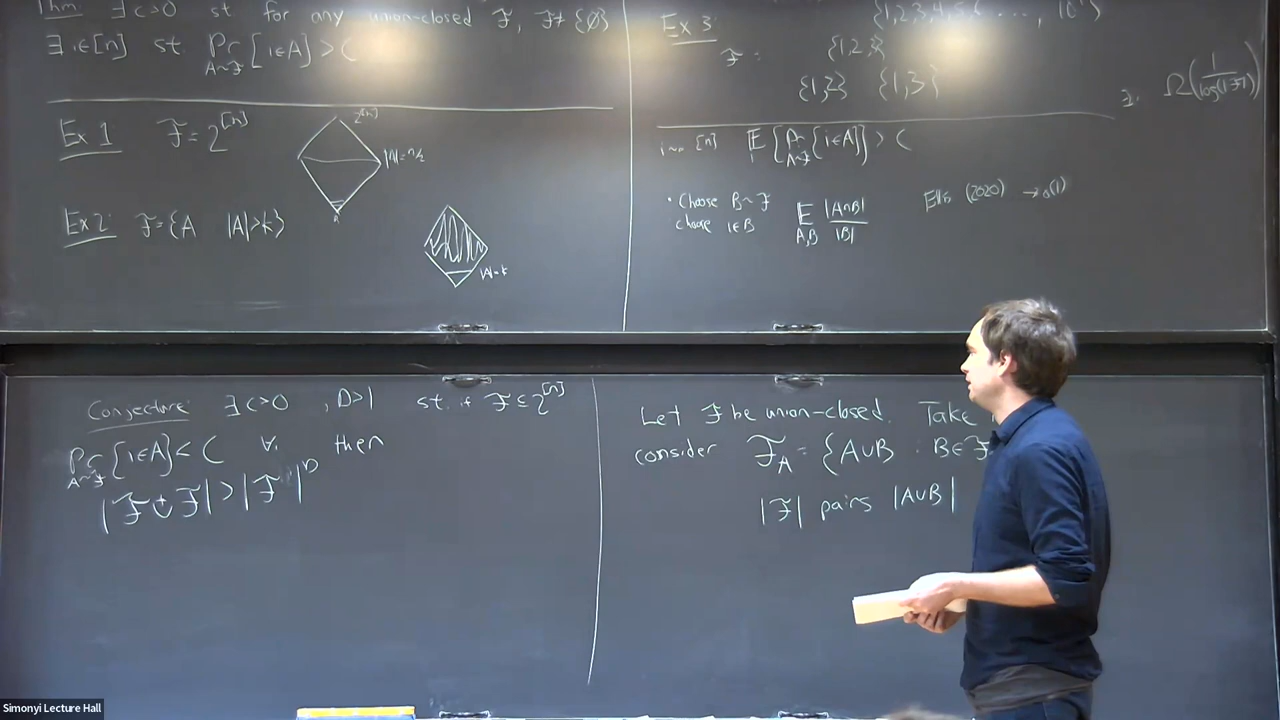 Thm: ∃ c>0 st for any union-closed ℱ, ℱ≠{∅}
∃ i∈[n] st. Pr_{A∼ℱ}[i∈A] > C
Ex 1 ℱ = 2^{[n]}
2^{[n]}
|A|=n/2
Ex 2: ℱ = {A |A|>k}
|A|=k
Ex 3
{1,2,3,4,5,6 ...,
ℱ:
{1,2,3}
{1,2} {1,3}
Ω(1/log(|ℱ|))
[n] 𝔼_i [Pr_{A∼ℱ}[i∈A]] > C
• Choose B∼ℱ
choose i∈B
𝔼_{A,B} |A∩B|/|B|
Ellis (2020) → o(1)
Conjecture: ∃ c>0, D>1 st. if ℱ ⊆ 2^{[n]}
Pr_{A∼ℱ}[i∈A] < C ∀i then
|ℱ ∪ ℱ| > |ℱ|^D
Let ℱ be union-closed. Take
consider ℱ_A = {A∪B : B∈ℱ
|ℱ| pairs |A∪B|
Simonyi Lecture Hall